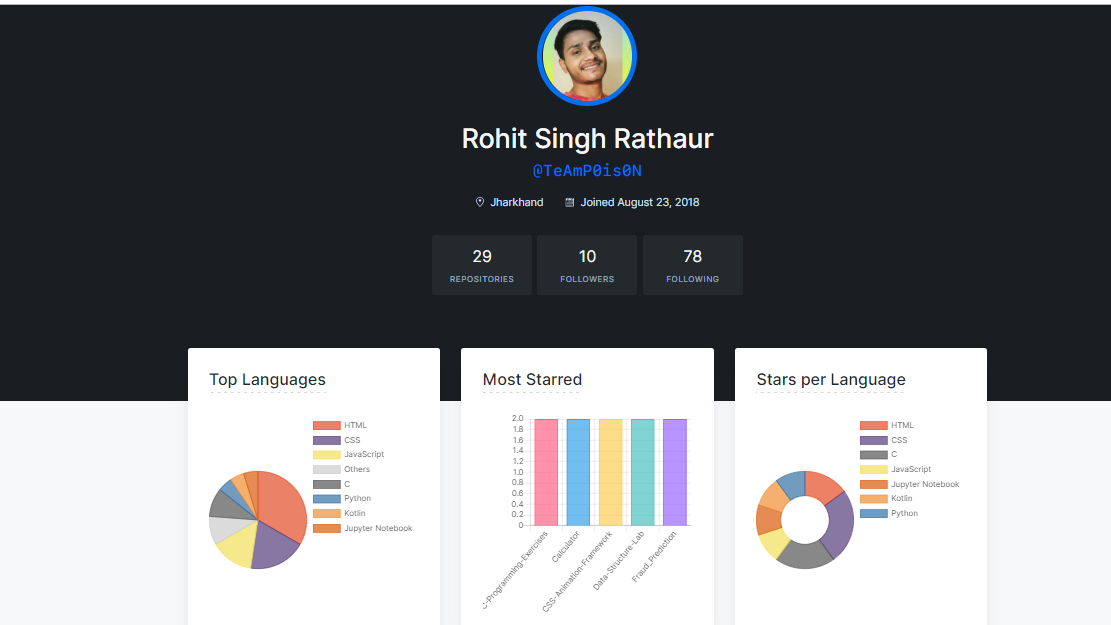 Rohit Singh Rathaur
@TeAmP0is0N
Jharkhand Joined August 23, 2018
29 10 78
REPOSITORIES FOLLOWERS FOLLOWING
Top Languages
HTML
CSS
JavaScript
Others
C
Python
Kotlin
Jupyter Notebook
Most Starred
2.0
1.8
1.6
1.4
1.2
1.0
0.8
0.6
0.4
0.2
0
C-Programming-Exercises
Calculator
CSS-Animation-Framework
Data-Structure-Lab
Fraud_Prediction
Stars per Language
HTML
CSS
C
JavaScript
Jupyter Notebook
Kotlin
Python